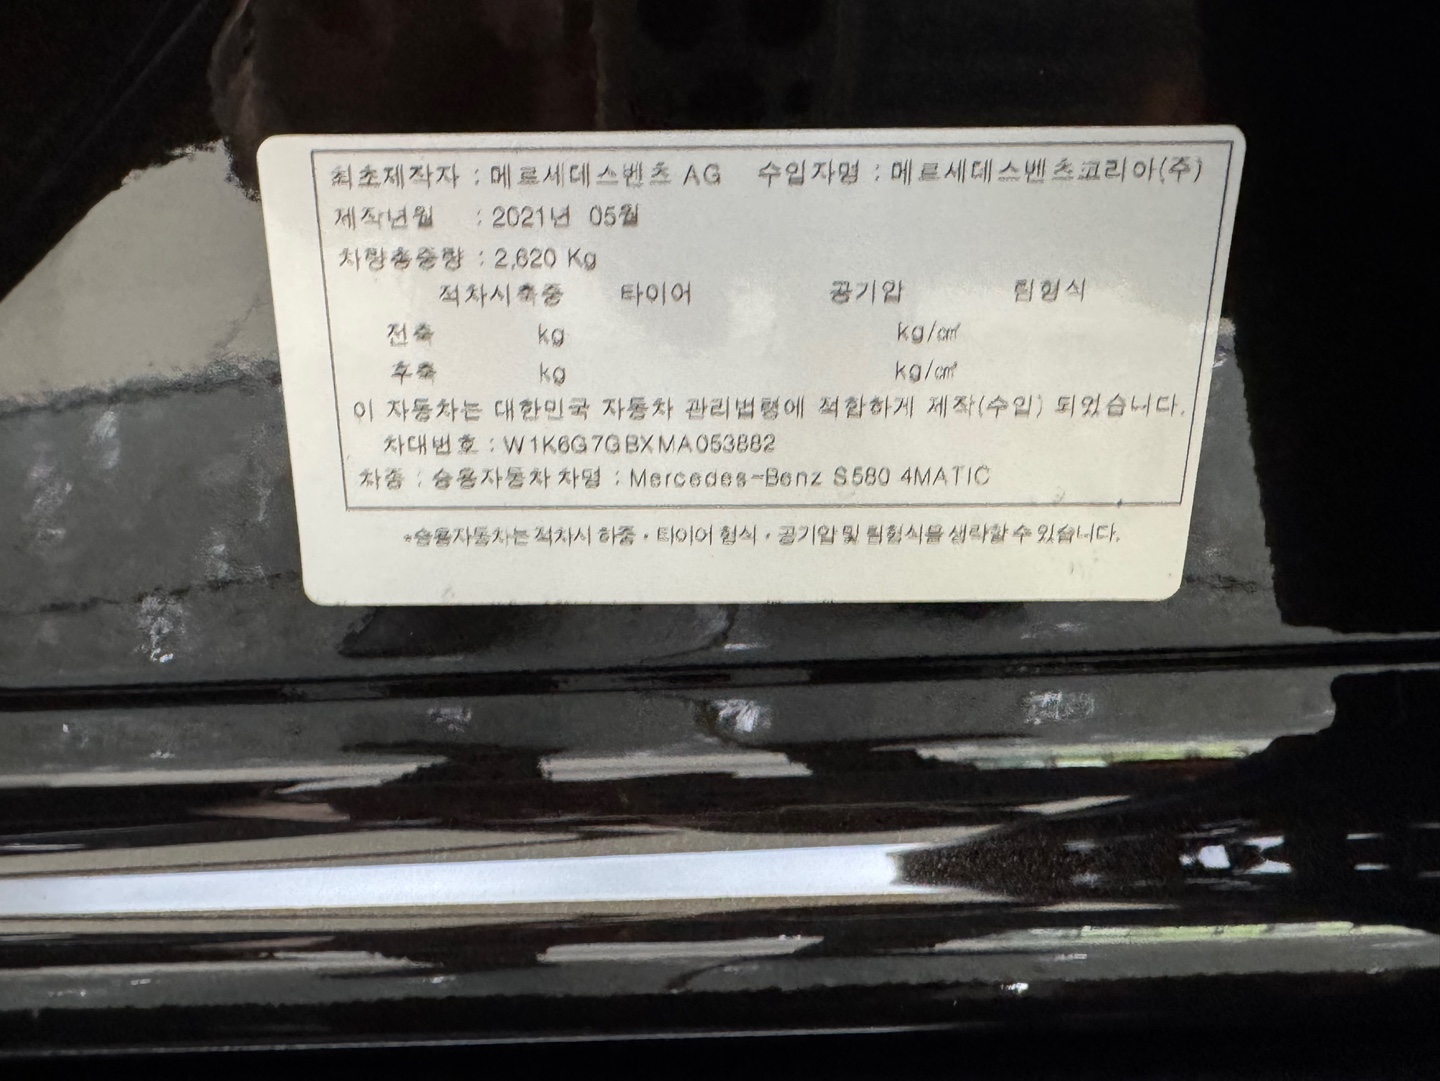 최초제작자 : 메르세데스벤츠 AG 수입자명 : 메르세데스벤츠코리아(주)
제작년월 : 2021년 05월
차량총중량 : 2,620 Kg
적차시축중 타이어 공기압 림형식
전축 kg kg/㎠
후축 kg kg/㎠
이 자동차는 대한민국 자동차 관리법령에 적합하게 제작(수입) 되었습니다.
차대번호 : W1K6G7GBXMA053882
차종 : 승용자동차 차명 : Mercedes-Benz S580 4MATIC
*승용자동차는 적차시 하중 · 타이어 형식 · 공기압 및 림형식을 생략할 수 있습니다.